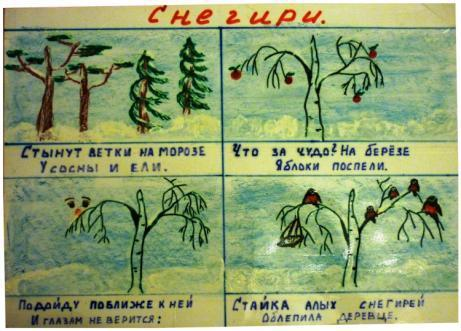 Снегири.
Стынут ветки на морозе
У сосны и ели.
Что за чудо? На берёзе
Яблоки поспели.
Подойду поближе к ней
И глазам не верится:
Стайка алых снегирей
Облепила деревце.